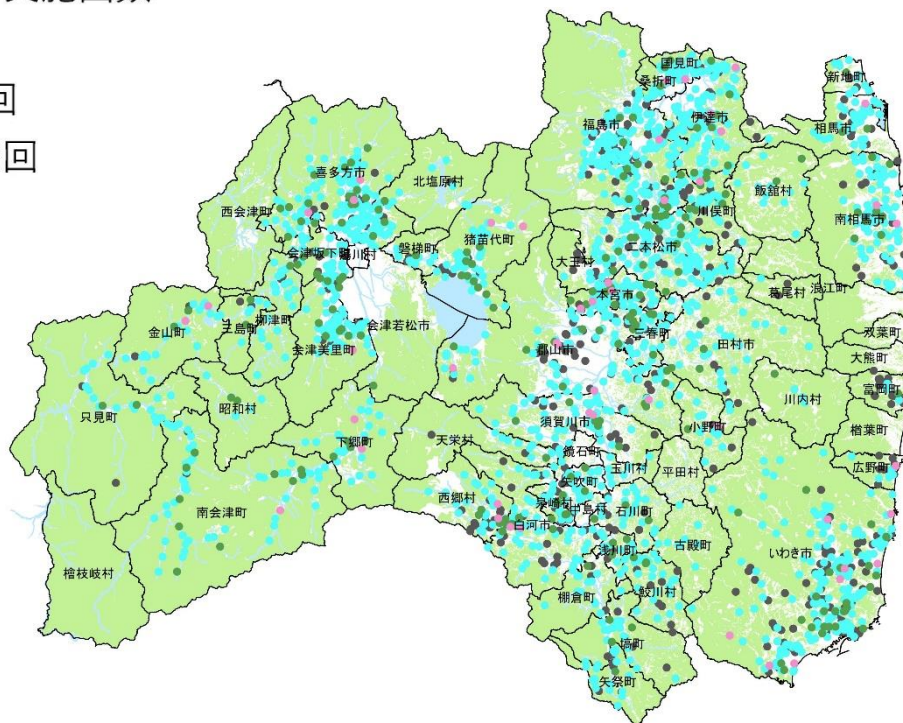 回
回
国見町
桑折町
新地町
福島市
伊達市
相馬市
喜多方市
北塩原村
飯舘村
西会津町
川俣町
南相馬市
猪苗代町
二本松市
会津坂下町
湯川村
磐梯町
大玉村
葛尾村
浪江町
本宮市
金山町
三島町
柳津町
会津若松市
三春町
双葉町
会津美里町
郡山市
田村市
大熊町
富岡町
只見町
昭和村
川内村
須賀川市
小野町
楢葉町
下郷町
天栄村
鏡石町
玉川村
平田村
広野町
矢吹町
西郷村
泉崎村
中島村
石川町
南会津町
白河市
古殿町
浅川町
いわき市
檜枝岐村
棚倉町
鮫川村
塙町
矢祭町